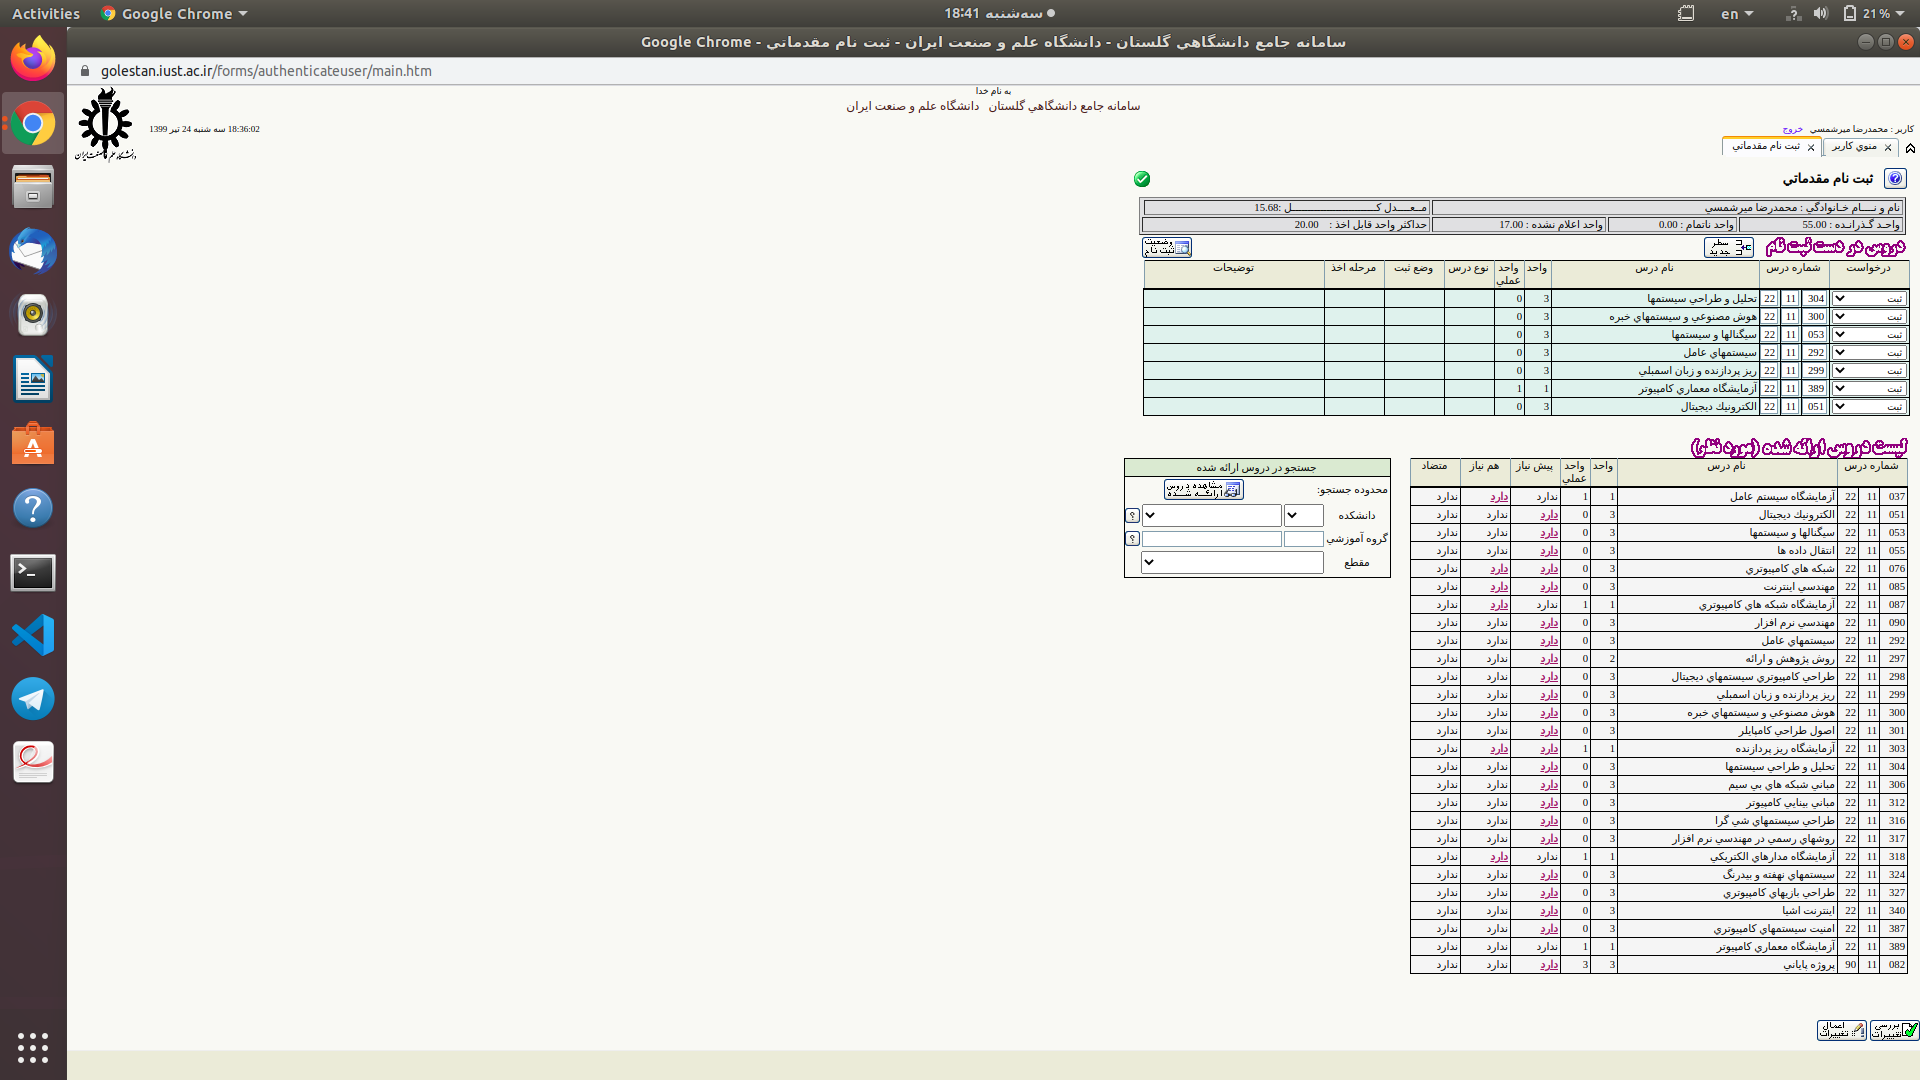 Activities Google Chrome سه‌شنبه 18:41 en 21 %
سامانه جامع دانشگاهي گلستان - دانشگاه علم و صنعت ایران - ثبت نام مقدماتي - Google Chrome
golestan.iust.ac.ir/forms/authenticateuser/main.htm
به نام خدا
سامانه جامع دانشگاهي گلستان دانشگاه علم و صنعت ایران
کاربر : محمدرضا ميرشمسي خروج
18:36:02 سه شنبه 24 تیر 1399
منوي کاربر X ثبت نام مقدماتي X
ثبت نام مقدماتي
نام و نــــام خـانوادگي : محمدرضا ميرشمسي مــعــــدل کـــــــــــــــــــل :15.68
واحـد گـذرانـده : 55.00 واحد ناتمام : 0.00 واحد اعلام نشده : 17.00 حداکثر واحد قابل اخذ : 20.00
دروس در دست ثبت نام سطر جديد وضعيت ثبت نام
درخواست شماره درس نام درس واحد واحد عملي نوع درس وضع ثبت مرحله اخذ توضيحات
ثبت 304 11 22 تحليل و طراحي سيستمها 3 0
ثبت 300 11 22 هوش مصنوعي و سيستمهاي خبره 3 0
ثبت 053 11 22 سيگنالها و سيستمها 3 0
ثبت 292 11 22 سيستمهاي عامل 3 0
ثبت 299 11 22 ريز پردازنده و زبان اسمبلي 3 0
ثبت 389 11 22 آزمايشگاه معماري كامپيوتر 1 1
ثبت 051 11 22 الكترونيك ديجيتال 3 0
ليست دروس ارائه شده (مورد نظر)
شماره درس نام درس واحد واحد عملي پيش نياز هم نياز متضاد
037 11 22 آزمايشگاه سيستم عامل 1 1 ندارد دارد ندارد
051 11 22 الكترونيك ديجيتال 3 0 دارد ندارد ندارد
053 11 22 سيگنالها و سيستمها 3 0 دارد ندارد ندارد
055 11 22 انتقال داده ها 3 0 دارد ندارد ندارد
076 11 22 شبكه هاي كامپيوتري 3 0 دارد دارد ندارد
085 11 22 مهندسي اينترنت 3 0 دارد دارد ندارد
087 11 22 آزمايشگاه شبكه هاي كامپيوتري 1 1 ندارد دارد ندارد
090 11 22 مهندسي نرم افزار 3 0 دارد ندارد ندارد
292 11 22 سيستمهاي عامل 3 0 دارد ندارد ندارد
297 11 22 روش پژوهش و ارائه 2 0 دارد ندارد ندارد
298 11 22 طراحي كامپيوتري سيستمهاي ديجيتال 3 0 دارد ندارد ندارد
299 11 22 ريز پردازنده و زبان اسمبلي 3 0 دارد ندارد ندارد
300 11 22 هوش مصنوعي و سيستمهاي خبره 3 0 دارد ندارد ندارد
301 11 22 اصول طراحي كامپايلر 3 0 دارد ندارد ندارد
303 11 22 آزمايشگاه ريز پردازنده 1 1 دارد دارد ندارد
304 11 22 تحليل و طراحي سيستمها 3 0 دارد ندارد ندارد
306 11 22 مباني شبكه هاي بي سيم 3 0 دارد ندارد ندارد
312 11 22 مباني بينايي كامپيوتر 3 0 دارد ندارد ندارد
316 11 22 طراحي سيستمهاي شي گرا 3 0 دارد ندارد ندارد
317 11 22 روشهاي رسمي در مهندسي نرم افزار 3 0 دارد ندارد ندارد
318 11 22 آزمايشگاه مدارهاي الكتريكي 1 1 ندارد دارد ندارد
324 11 22 سيستمهاي نهفته و بيدرنگ 3 0 دارد ندارد ندارد
327 11 22 طراحي بازيهاي كامپيوتري 3 0 دارد ندارد ندارد
340 11 22 اينترنت اشيا 3 0 دارد ندارد ندارد
387 11 22 امنيت سيستمهاي كامپيوتري 3 0 دارد ندارد ندارد
389 11 22 آزمايشگاه معماري كامپيوتر 1 1 ندارد ندارد ندارد
082 11 90 پروژه پاياني 3 3 دارد ندارد ندارد
جستجو در دروس ارائه شده
محدوده جستجو: مشاهده دروس ارائه شده
دانشکده ?
گروه آموزشي ?
مقطع
بررسي تغييرات اعمال تغييرات